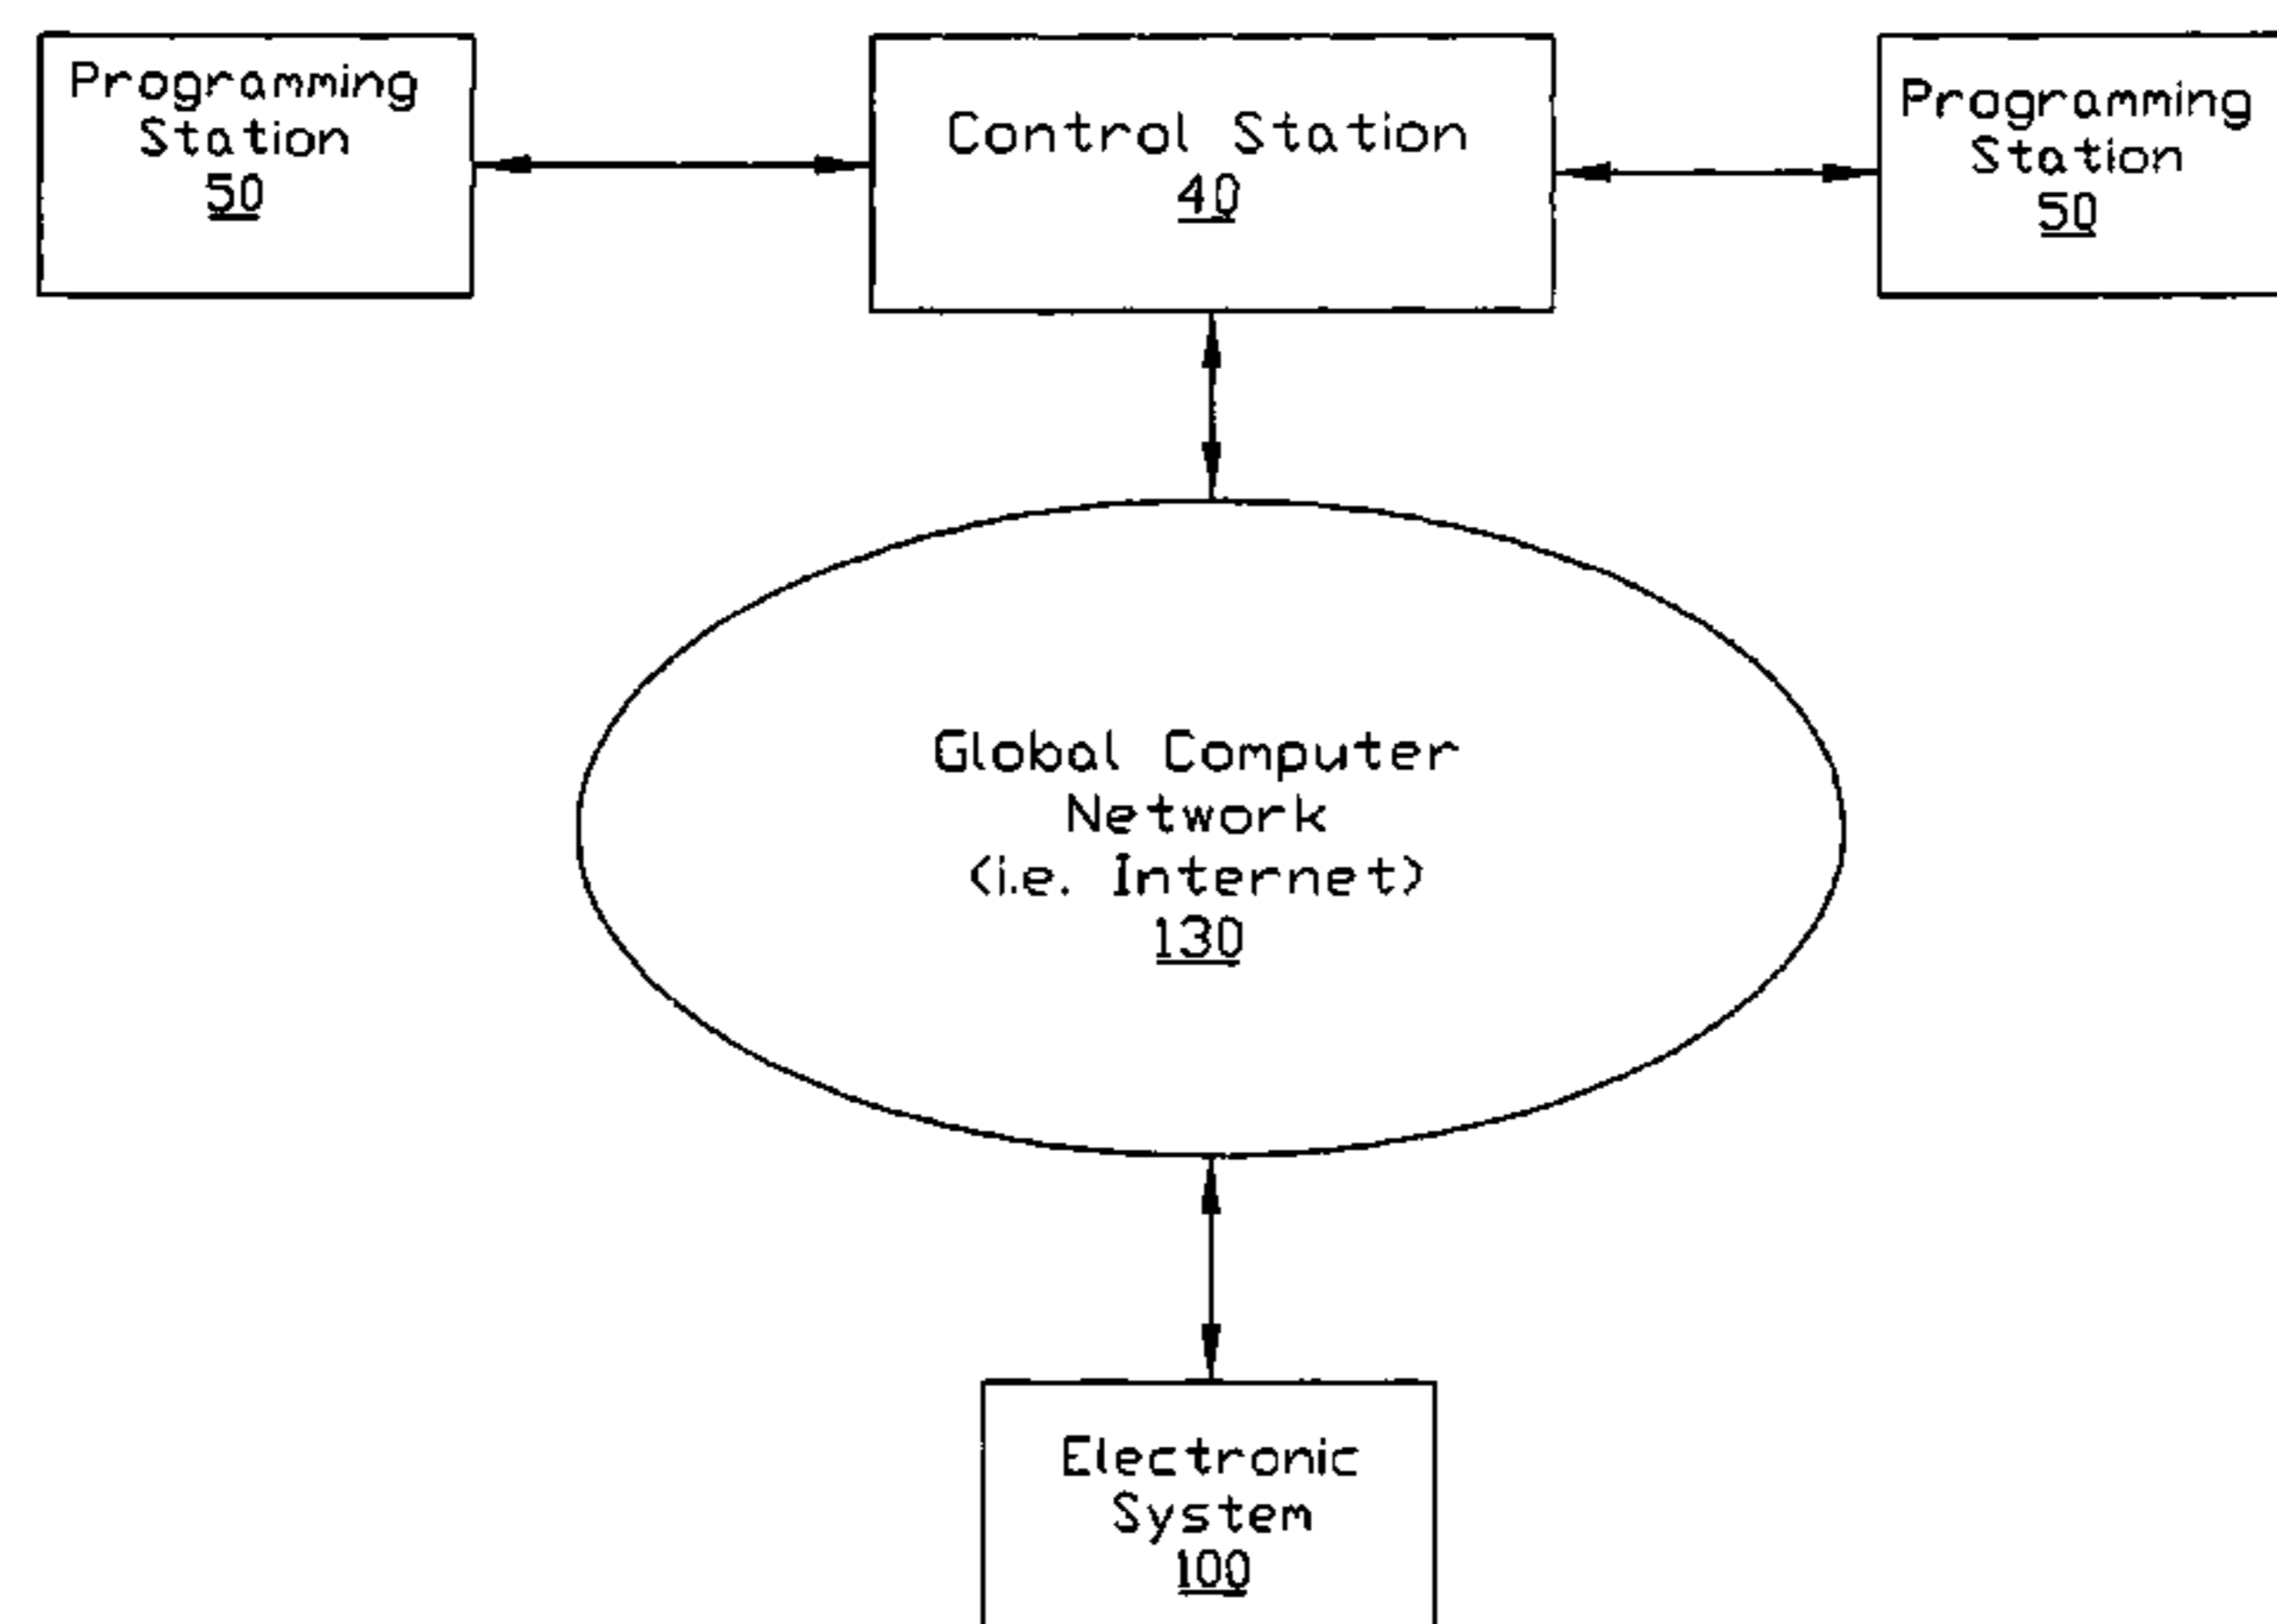 Programming
Station
50
Control Station
40
Programming
Station
50
Global Computer
Network
(i.e. Internet)
130
Electronic
System
100